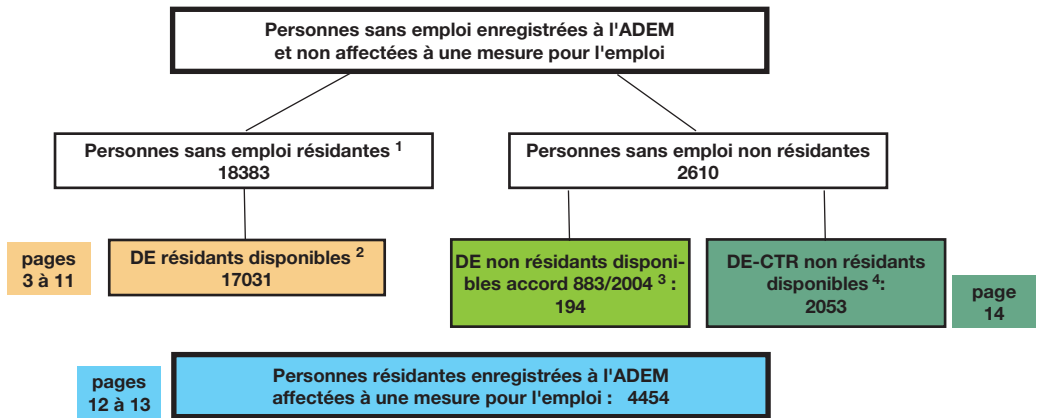 Personnes sans emploi enregistrées à l'ADEM
et non affectées à une mesure pour l'emploi
Personnes sans emploi résidantes 1
18383
Personnes sans emploi non résidantes
2610
pages
3 à 11
DE résidants disponibles 2
17031
DE non résidants disponi-
bles accord 883/2004 3 :
194
DE-CTR non résidants
disponibles 4:
2053
page
14
pages
12 à 13
Personnes résidantes enregistrées à l'ADEM
affectées à une mesure pour l'emploi : 4454